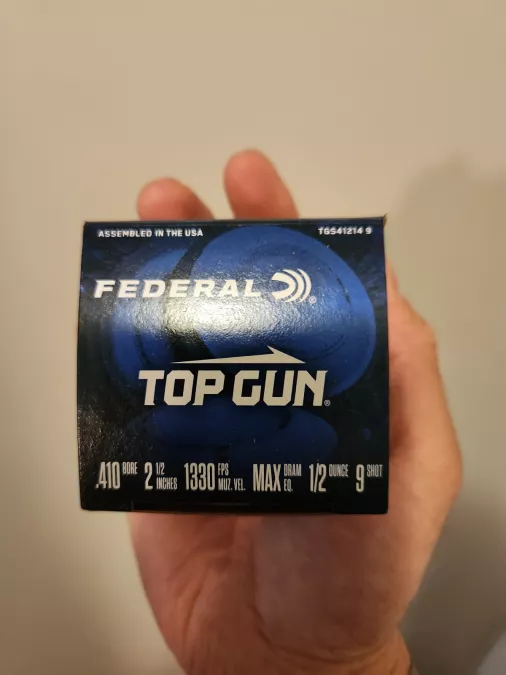 ASSEMBLED IN THE USA TGS41214 9
FEDERAL ®
TOP GUN®
.410 BORE 2 1/2 INCHES 1330 FPS MUZ. VEL. MAX DRAM EQ. 1/2 OUNCE 9 SHOT